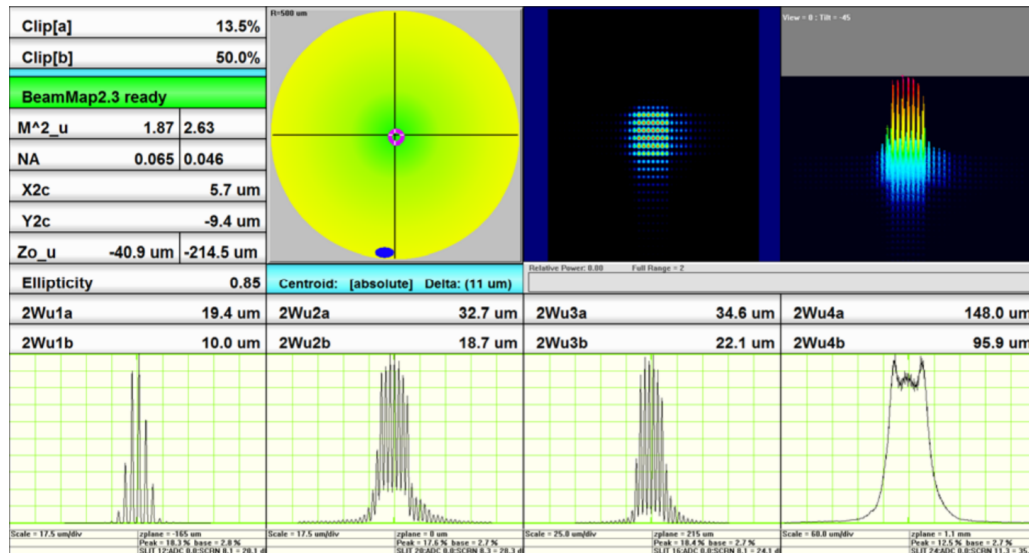 Clip[a] 13.5%
Clip[b] 50.0%
BeamMap2.3 ready
M^2_u 1.87 2.63
NA 0.065 0.046
X2c 5.7 um
Y2c -9.4 um
Zo_u -40.9 um -214.5 um
Ellipticity 0.85
R=500 um
View = 0 : Tilt = -45
Centroid: [absolute] Delta: (11 um)
Relative Power: 0.00 Full Range = 2
2Wu1a 19.4 um
2Wu2a 32.7 um
2Wu3a 34.6 um
2Wu4a 148.0 um
2Wu1b 10.0 um
2Wu2b 18.7 um
2Wu3b 22.1 um
2Wu4b 95.9 um
Scale = 17.5 um/div
zplane = -165 um
Peak = 18.3 % base = 2.8 %
Scale = 17.5 um/div
zplane = 0 um
Peak = 17.6 % base = 2.7 %
Scale = 25.0 um/div
zplane = 215 um
Peak = 18.4 % base = 2.7 %
Scale = 60.0 um/div
zplane = 1.1 mm
Peak = 12.5 % base = 2.7 %